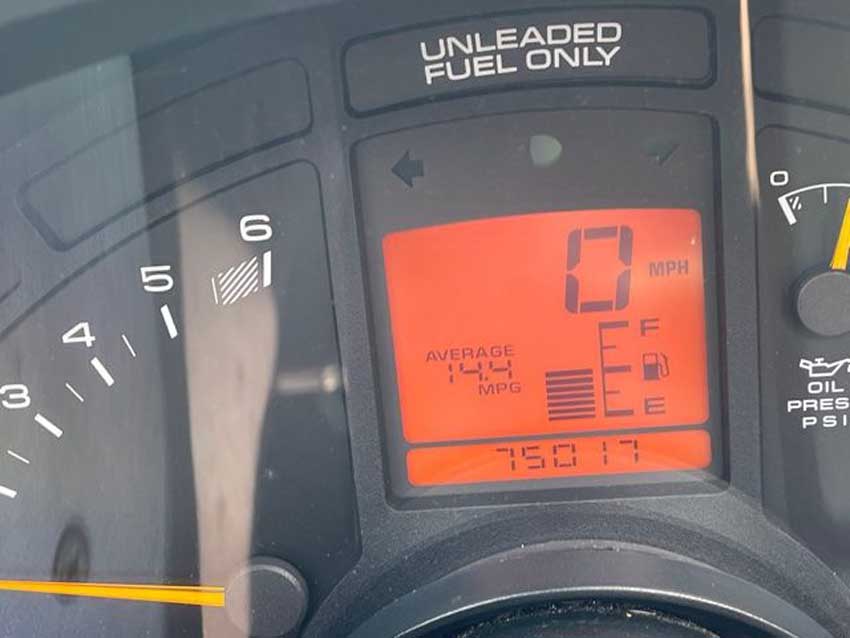 UNLEADED
FUEL ONLY
6
5
4
3
0
MPH
F
E
AVERAGE
14.4
MPG
75017
0
OIL
PRES
PSI